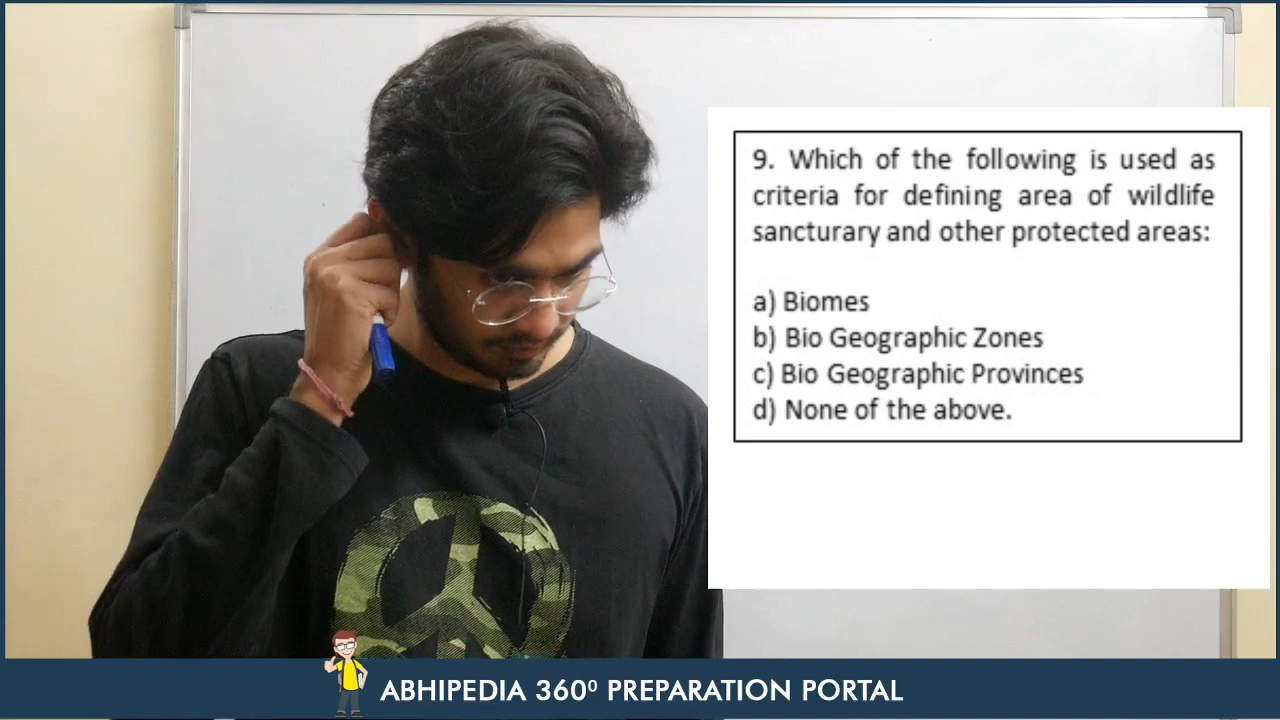 9. Which of the following is used as
criteria for defining area of wildlife
sancturary and other protected areas:
a) Biomes
b) Bio Geographic Zones
c) Bio Geographic Provinces
d) None of the above.
ABHIPEDIA 360⁰ PREPARATION PORTAL